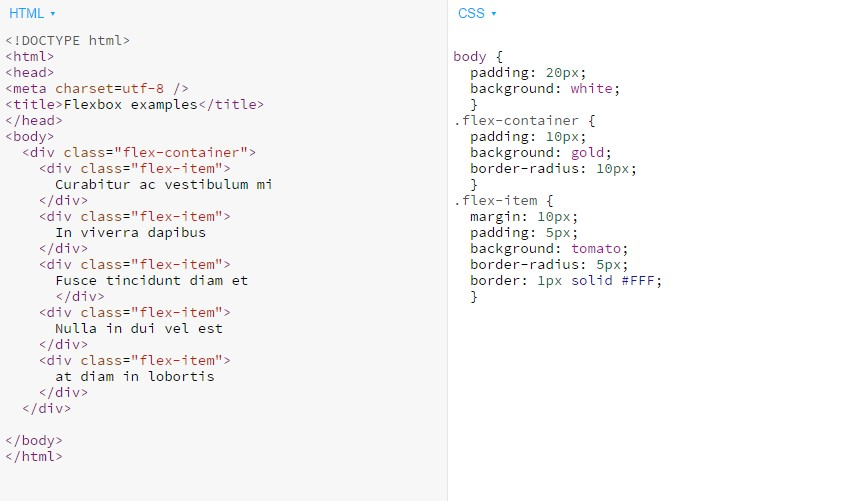 HTML ▾
<!DOCTYPE html>
<html>
<head>
<meta charset=utf-8 />
<title>Flexbox examples</title>
</head>
<body>
  <div class="flex-container">
    <div class="flex-item">
      Curabitur ac vestibulum mi
    </div>
    <div class="flex-item">
      In viverra dapibus
    </div>
    <div class="flex-item">
      Fusce tincidunt diam et
      </div>
    <div class="flex-item">
      Nulla in dui vel est
    </div>
    <div class="flex-item">
      at diam in lobortis
    </div>
  </div>

</body>
</html>
CSS ▾
body {
  padding: 20px;
  background: white;
  }
.flex-container {
  padding: 10px;
  background: gold;
  border-radius: 10px;
  }
.flex-item {
  margin: 10px;
  padding: 5px;
  background: tomato;
  border-radius: 5px;
  border: 1px solid #FFF;
  }